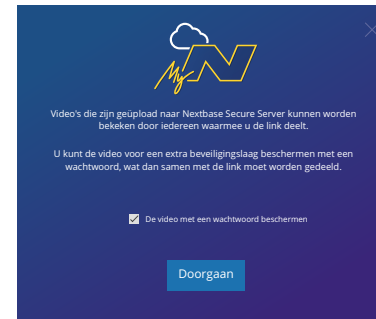 My N
Video's die zijn geüpload naar Nextbase Secure Server kunnen worden
bekeken door iedereen waarmee u de link deelt.
U kunt de video voor een extra beveiligingslaag beschermen met een
wachtwoord, wat dan samen met de link moet worden gedeeld.
De video met een wachtwoord beschermen
Doorgaan